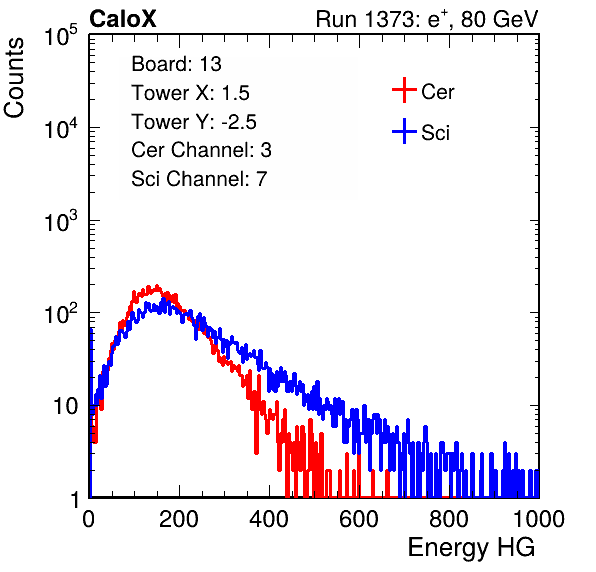 CaloX Run 1373: e⁺, 80 GeV
Counts
10⁵
10⁴
10³
10²
10
1
Board: 13
Tower X: 1.5
Tower Y: -2.5
Cer Channel: 3
Sci Channel: 7
Cer
Sci
0 200 400 600 800 1000
Energy HG